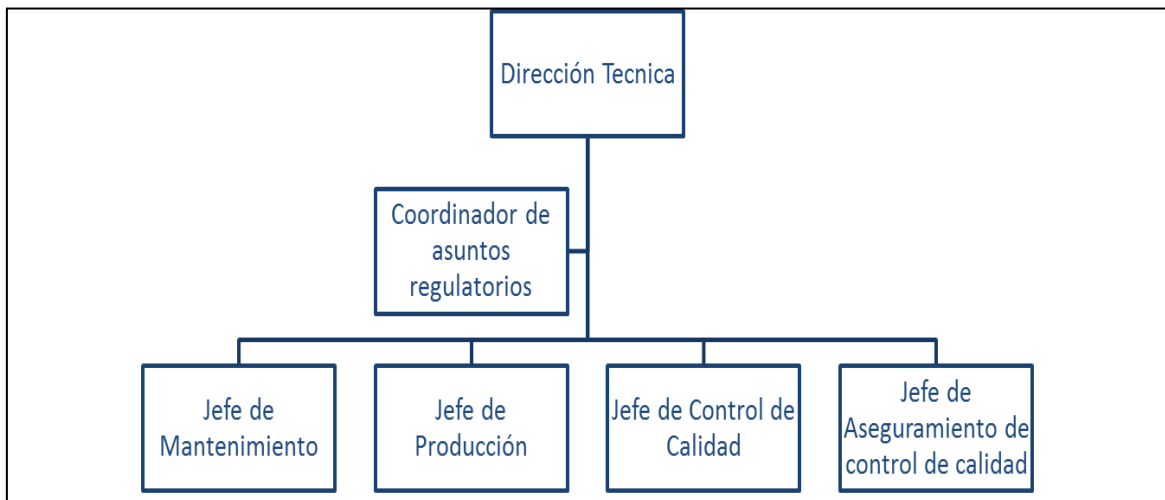 Dirección Tecnica
Coordinador de
asuntos
regulatorios
Jefe de
Mantenimiento
Jefe de
Producción
Jefe de Control de
Calidad
Jefe de
Aseguramiento de
control de calidad